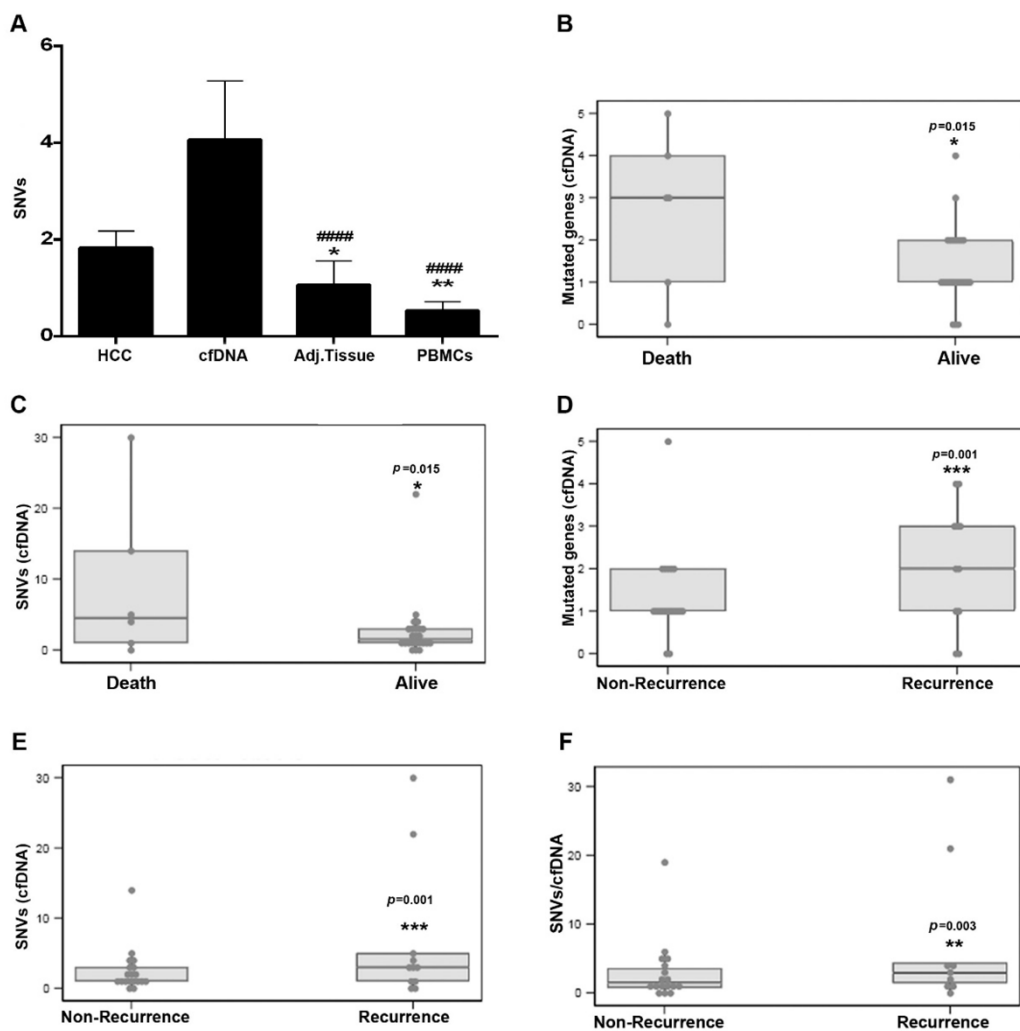 A
6
4
2
0
SNVs
####
*
####
**
HCC
cfDNA
Adj.Tissue
PBMCs
B
5
4
3
2
1
0
Mutated genes (cfDNA)
p=0.015
*
Death
Alive
C
30
20
10
0
SNVs (cfDNA)
p=0.015
*
Death
Alive
D
5
4
3
2
1
0
Mutated genes (cfDNA)
p=0.001
***
Non-Recurrence
Recurrence
E
30
20
10
0
SNVs (cfDNA)
p=0.001
***
Non-Recurrence
Recurrence
F
30
20
10
0
SNVs/cfDNA
p=0.003
**
Non-Recurrence
Recurrence